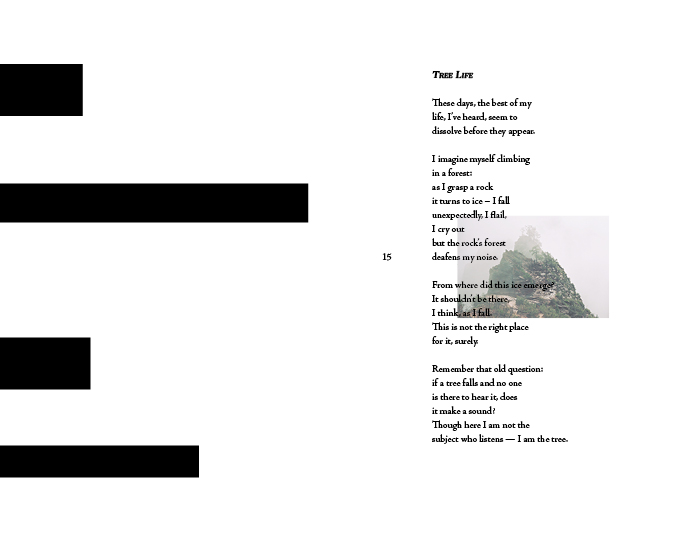 TREE LIFE
These days, the best of my
life, I've heard, seem to
dissolve before they appear.
I imagine myself climbing
in a forest:
as I grasp a rock
it turns to ice – I fall
unexpectedly, I flail,
I cry out
but the rock's forest
deafens my noise.
15
From where did this ice emerge?
It shouldn't be there,
I think, as I fall.
This is not the right place
for it, surely.
Remember that old question:
if a tree falls and no one
is there to hear it, does
it make a sound?
Though here I am not the
subject who listens — I am the tree.